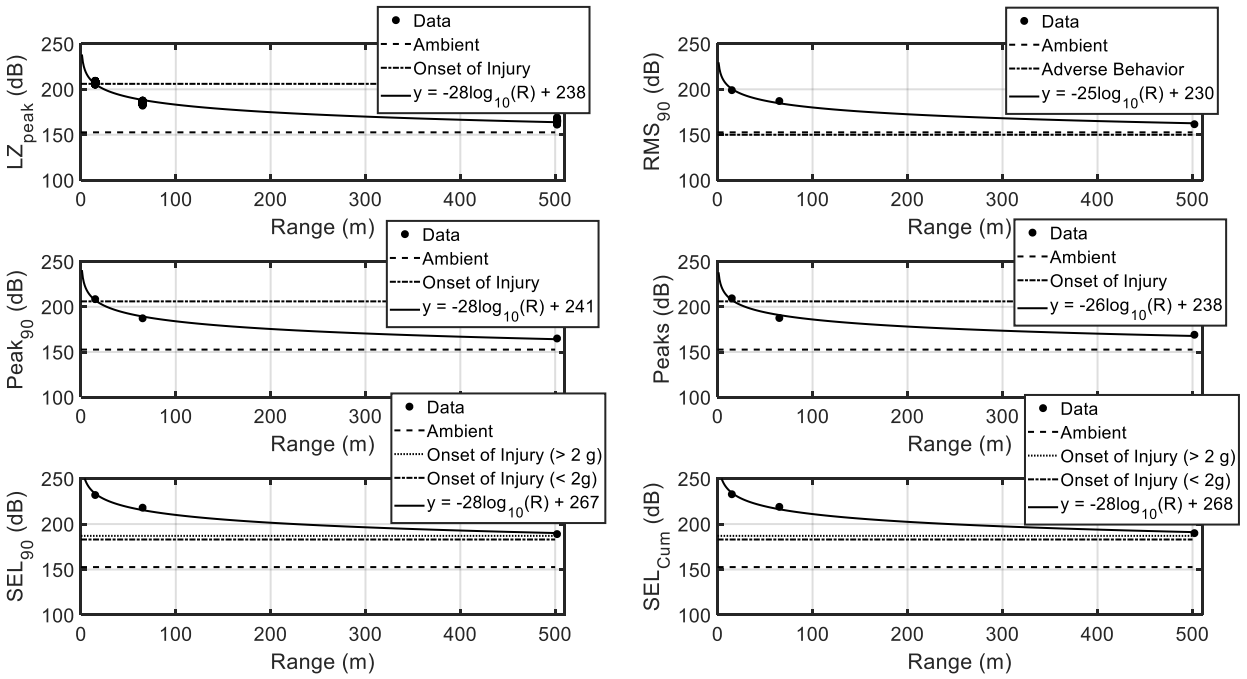 Data
Ambient
Onset of Injury
y = -28log10(R) + 238
LZpeak (dB)
250
200
150
100
0 100 200 300 400 500
Range (m)
Data
Ambient
Adverse Behavior
y = -25log10(R) + 230
RMS90 (dB)
250
200
150
100
0 100 200 300 400 500
Range (m)
Data
Ambient
Onset of Injury
y = -28log10(R) + 241
Peak90 (dB)
250
200
150
100
0 100 200 300 400 500
Range (m)
Data
Ambient
Onset of Injury
y = -26log10(R) + 238
Peaks (dB)
250
200
150
100
0 100 200 300 400 500
Range (m)
Data
Ambient
Onset of Injury (> 2 g)
Onset of Injury (< 2g)
y = -28log10(R) + 267
SEL90 (dB)
250
200
150
100
0 100 200 300 400 500
Range (m)
Data
Ambient
Onset of Injury (> 2 g)
Onset of Injury (< 2g)
y = -28log10(R) + 268
SELCum (dB)
250
200
150
100
0 100 200 300 400 500
Range (m)